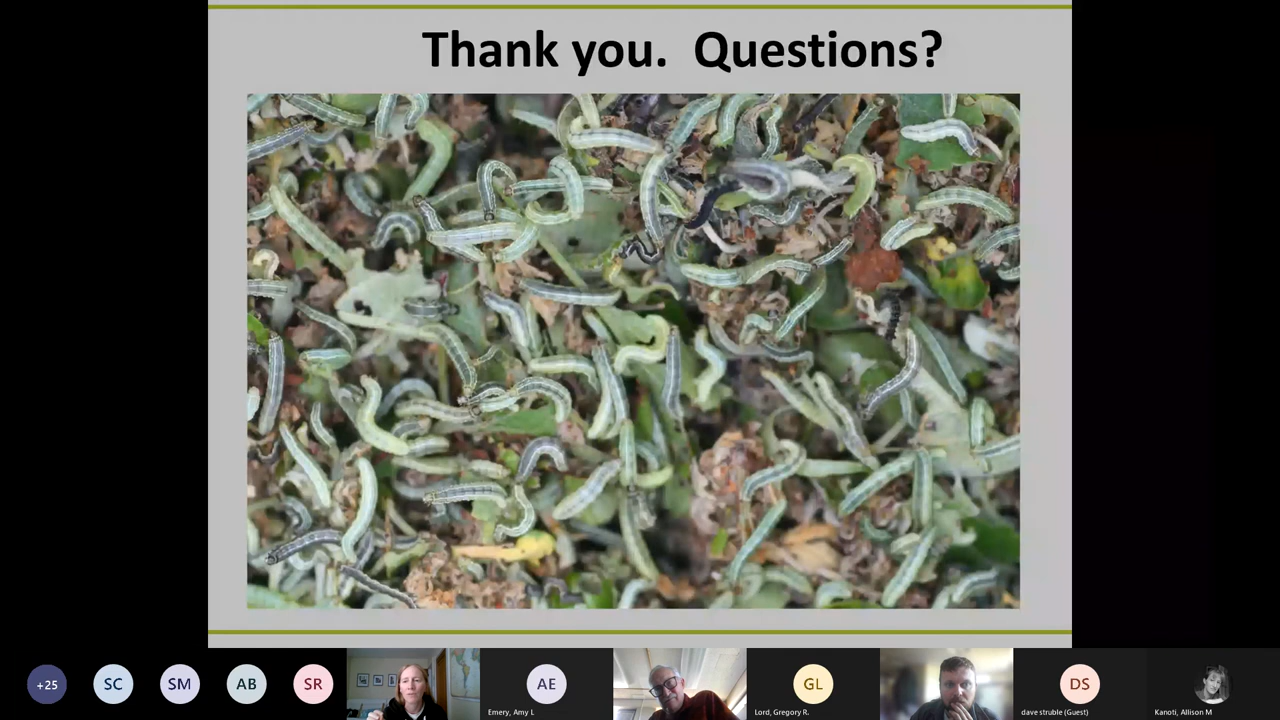 Thank you.  Questions?
+25
SC
SM
AB
SR
AE
Emery, Amy L
GL
Lord, Gregory R.
DS
dave struble (Guest)
Kanoti, Allison M